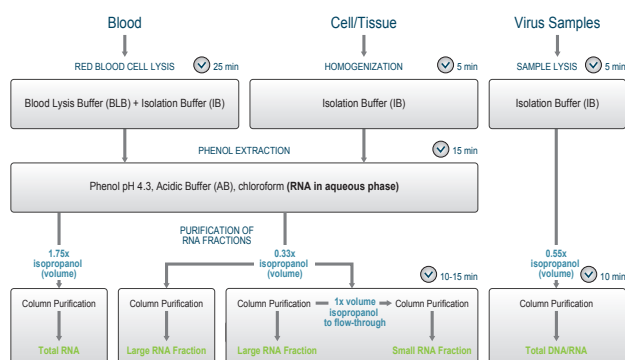 Blood
Cell/Tissue
Virus Samples
RED BLOOD CELL LYSIS
25 min
HOMOGENIZATION
5 min
SAMPLE LYSIS
5 min
Blood Lysis Buffer (BLB) + Isolation Buffer (IB)
Isolation Buffer (IB)
Isolation Buffer (IB)
PHENOL EXTRACTION
15 min
Phenol pH 4.3, Acidic Buffer (AB), chloroform (RNA in aqueous phase)
PURIFICATION OF
RNA FRACTIONS
1.75x
isopropanol
(volume)
0.33x
isopropanol
(volume)
0.55x
isopropanol
(volume)
10-15 min
10 min
Column Purification
Column Purification
Column Purification
1x volume
isopropanol
to flow-through
Column Purification
Column Purification
Total RNA
Large RNA Fraction
Large RNA Fraction
Small RNA Fraction
Total DNA/RNA